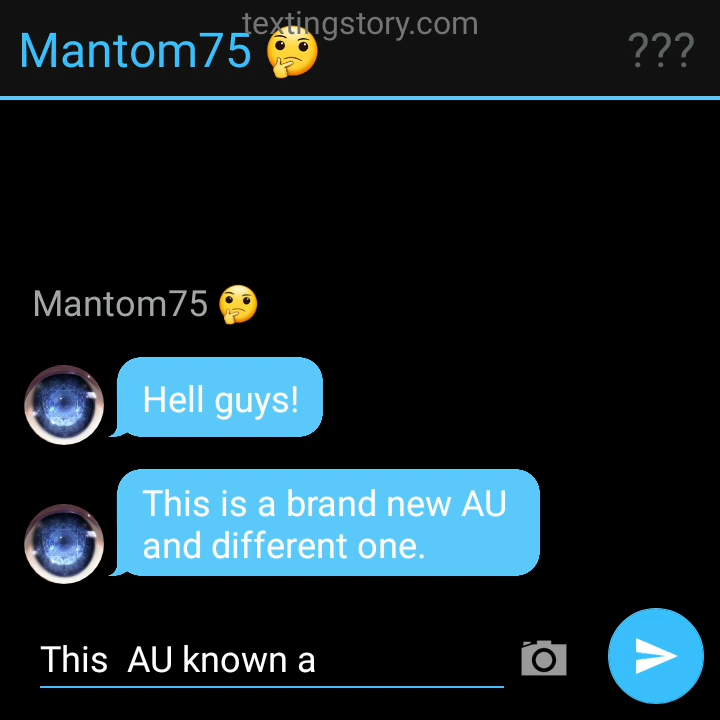 textingstory.com
Mantom75 🤔 ???
Mantom75 🤔
Hell guys!
This is a brand new AU
and different one.
This  AU known a